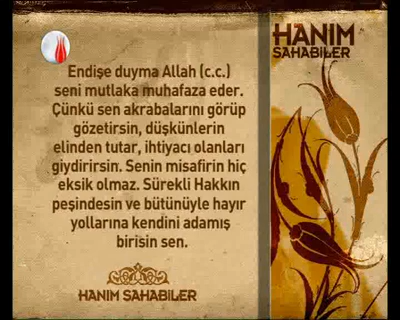 HANIM
SAHABİLER
Endişe duyma Allah (c.c.)
seni mutlaka muhafaza eder.
Çünkü sen akrabalarını görüp
gözetirsin, düşkünlerin
elinden tutar, ihtiyacı olanları
giydirirsin. Senin misafirin hiç
eksik olmaz. Sürekli Hakkın
peşindesin ve bütünüyle hayır
yollarına kendini adamış
birisin sen.
HANIM SAHABİLER